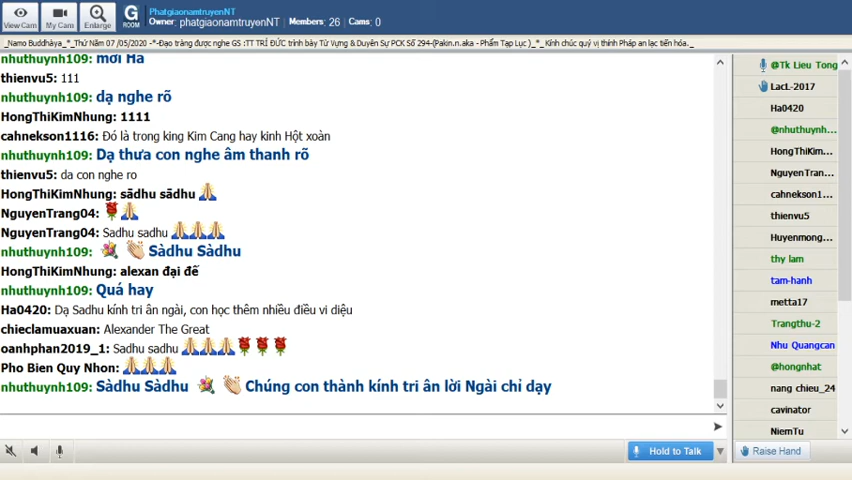 View Cam
My Cam
Enlarge
G
ROOM
PhatgiaonamtruyenNT
Owner: phatgiaonamtruyenNT Members: 26 Cams: 0
_Namo Buddhàya_*_Thứ Năm 07 /05/2020 -*-Đạo tràng được nghe GS :TT TRÍ ĐỨC trình bày Từ Vựng & Duyên Sự PCK Số 294-(Pakin.n.aka - Phẩm Tạp Lục )_*_ Kính chúc quý vị thính Pháp an lạc tiến hóa._
nhuthuynh109:
thienvu5: 111
nhuthuynh109: dạ nghe rõ
HongThiKimNhung: 1111
cahnekson1116: Đó là trong king Kim Cang hay kinh Hột xoàn
nhuthuynh109: Dạ thưa con nghe âm thanh rõ
thienvu5: da con nghe ro
HongThiKimNhung: sãdhu sãdhu
NguyenTrang04:
NguyenTrang04: Sadhu sadhu
nhuthuynh109: Sàdhu Sàdhu
HongThiKimNhung: alexan đại đế
nhuthuynh109: Quá hay
Ha0420: Dạ Sadhu kính tri ân ngài, con học thêm nhiều điều vi diệu
chieclamuaxuan: Alexander The Great
oanhphan2019_1: Sadhu sadhu
Pho Bien Quy Nhon:
nhuthuynh109: Sàdhu Sàdhu Chúng con thành kính tri ân lời Ngài chỉ dạy
Hold to Talk
@Tk Lieu Tong
LacL-2017
Ha0420
@nhuthuynh...
HongThiKim...
NguyenTran...
cahnekson1...
thienvu5
Huyenmong...
thy lam
tam-hanh
metta17
Trangthu-2
Nhu Quangcan
@hongnhat
nang chieu_24
cavinator
NiemTu
Raise Hand